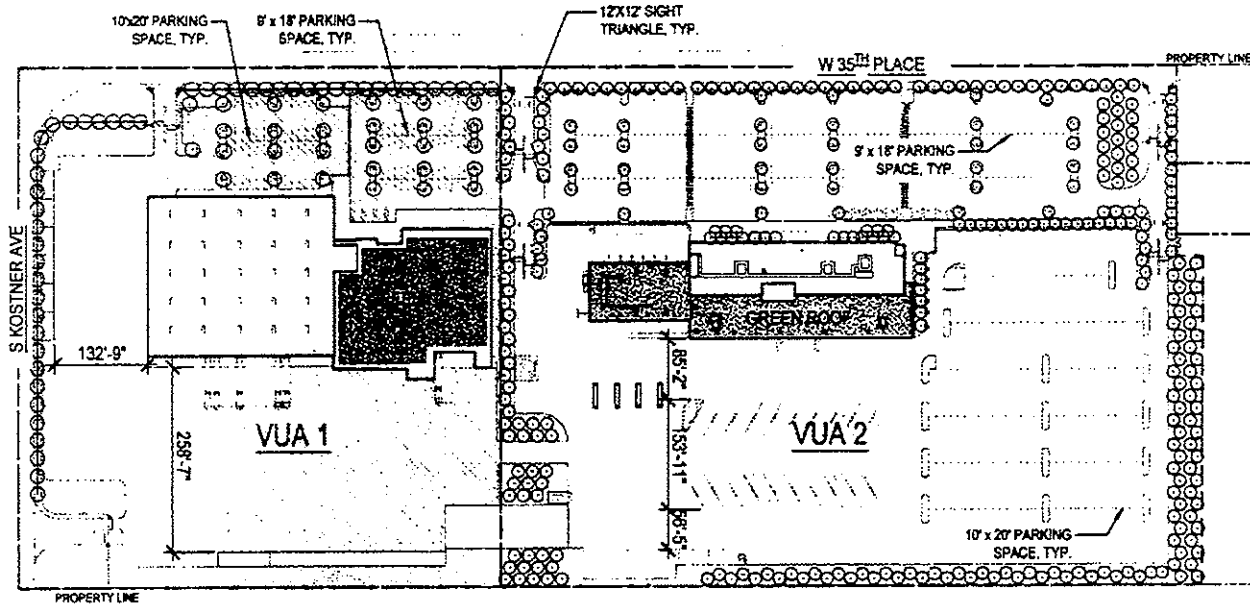 10'x20' PARKING
SPACE, TYP.
9' x 18' PARKING
SPACE, TYP.
12'X12' SIGHT
TRIANGLE, TYP.
W 35TH PLACE
PROPERTY LINE
9' x 18' PARKING
SPACE, TYP.
S KOSTNER AVE
132'-9"
258'-7"
VUA 1
GREEN ROOF
85'-2"
153'-11"
56'-5"
VUA 2
10' x 20' PARKING
SPACE, TYP.
PROPERTY LINE